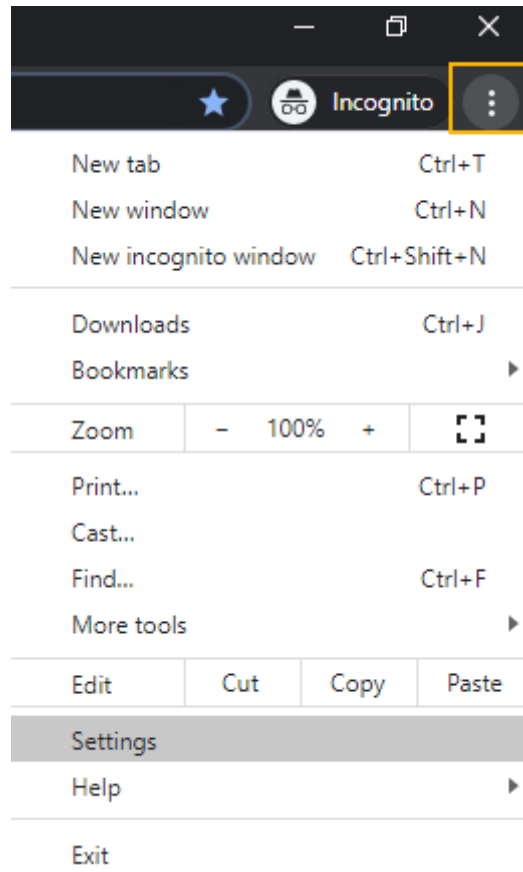 Incognito
New tab Ctrl+T
New window Ctrl+N
New incognito window Ctrl+Shift+N
Downloads Ctrl+J
Bookmarks
Zoom - 100% +
Print... Ctrl+P
Cast...
Find... Ctrl+F
More tools
Edit Cut Copy Paste
Settings
Help
Exit